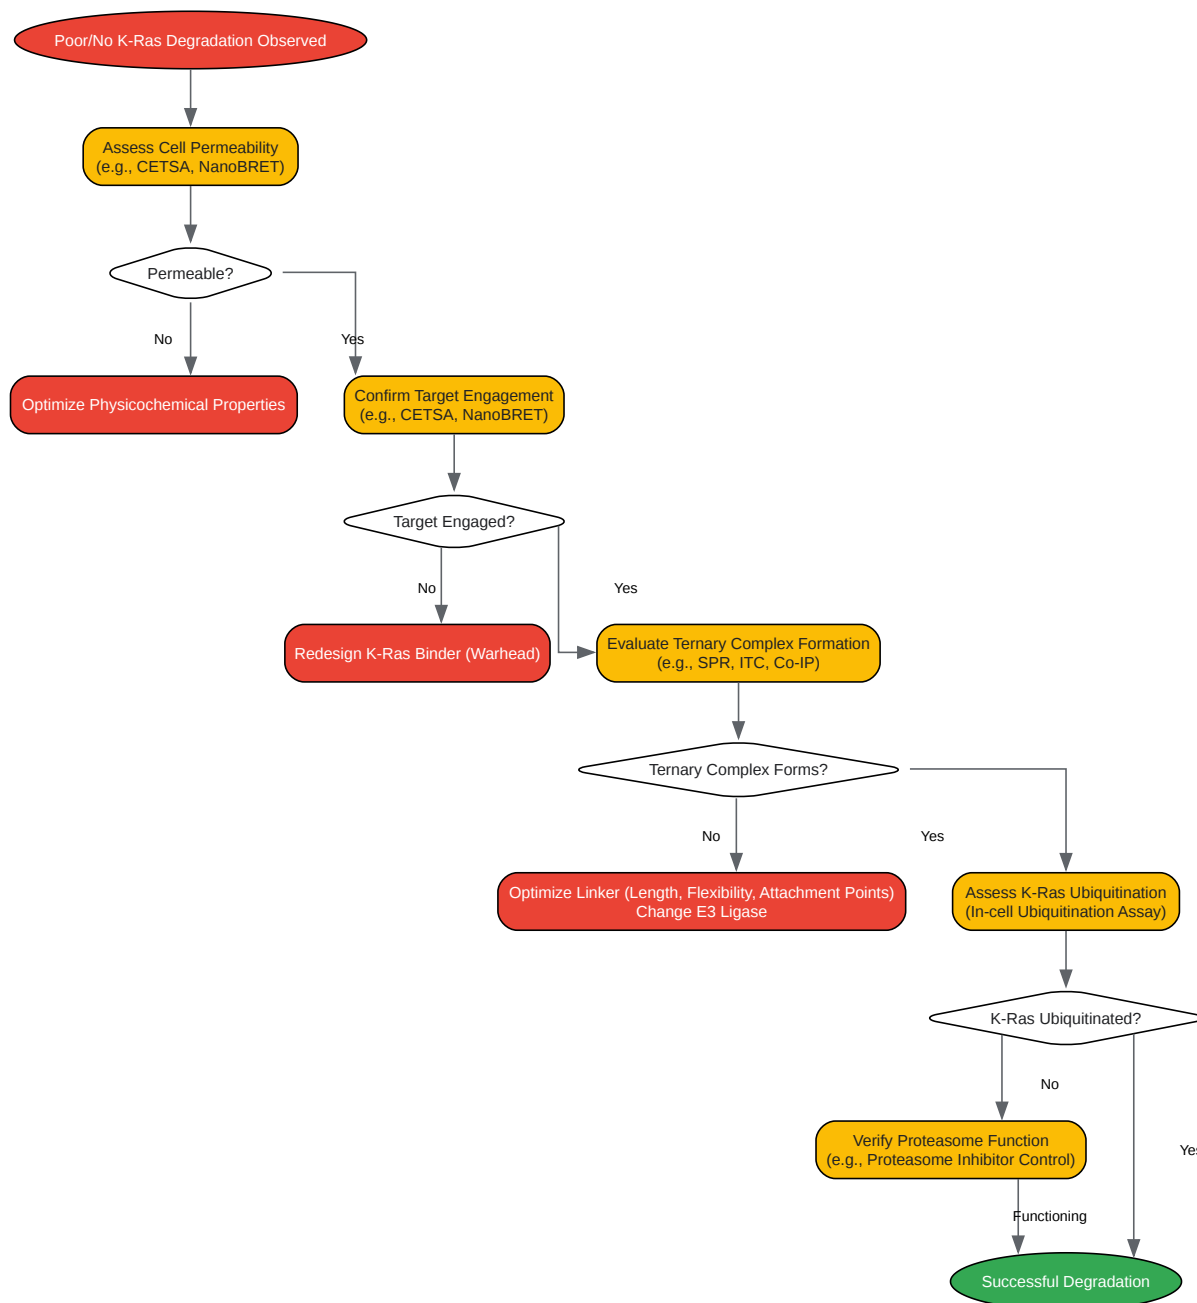 Poor/No K-Ras Degradation Observed
Assess Cell Permeability
(e.g., CETSA, NanoBRET)
Permeable?
No
Yes
Optimize Physicochemical Properties
Confirm Target Engagement
(e.g., CETSA, NanoBRET)
Target Engaged?
No
Yes
Redesign K-Ras Binder (Warhead)
Evaluate Ternary Complex Formation
(e.g., SPR, ITC, Co-IP)
Ternary Complex Forms?
No
Yes
Optimize Linker (Length, Flexibility, Attachment Points)
Change E3 Ligase
Assess K-Ras Ubiquitination
(In-cell Ubiquitination Assay)
K-Ras Ubiquitinated?
No
Verify Proteasome Function
(e.g., Proteasome Inhibitor Control)
Yes
Functioning
Successful Degradation